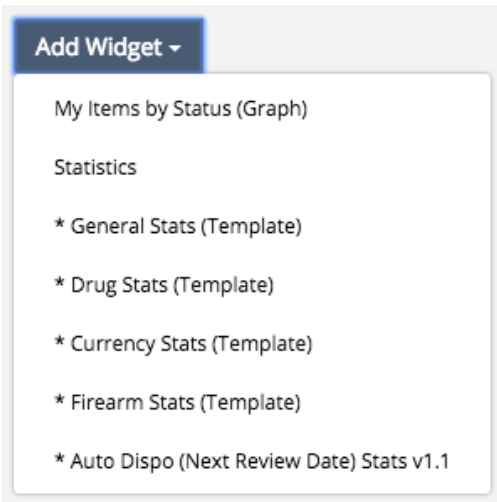 Add Widget
My Items by Status (Graph)
Statistics
* General Stats (Template)
* Drug Stats (Template)
* Currency Stats (Template)
* Firearm Stats (Template)
* Auto Dispo (Next Review Date) Stats v1.1